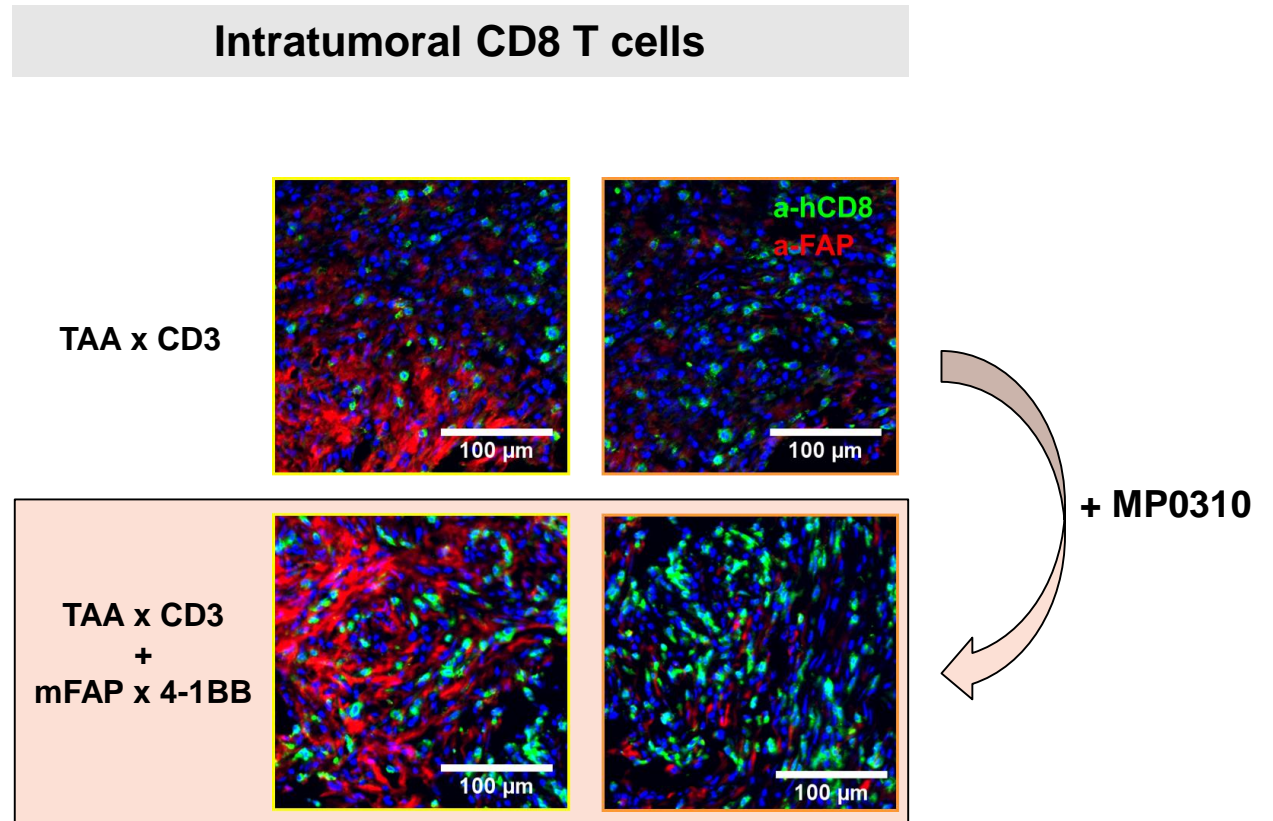 Intratumoral CD8 T cells
a-hCD8
a-FAP
TAA x CD3
100 µm
100 µm
+ MP0310
TAA x CD3
+
mFAP x 4-1BB
100 µm
100 µm